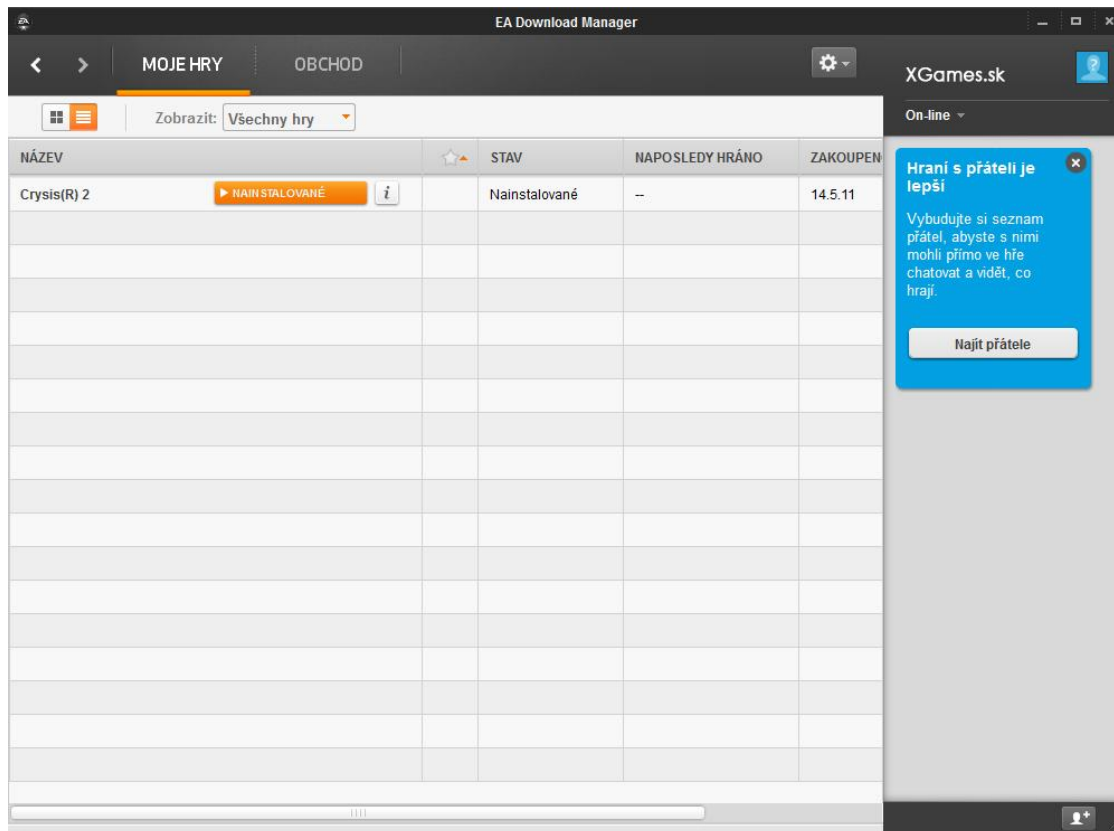 EA Download Manager
MOJE HRY OBCHOD
XGames.sk
On-line
Zobrazit: Všechny hry
NÁZEV STAV NAPOSLEDY HRÁNO ZAKOUPEN
Crysis(R) 2 NAINSTALOVANÉ i Nainstalované -- 14.5.11
Hraní s přáteli je
lepší
Vybudujte si seznam
přátel, abyste s nimi
mohli přímo ve hře
chatovat a vidět, co
hrají.
Najít přátele